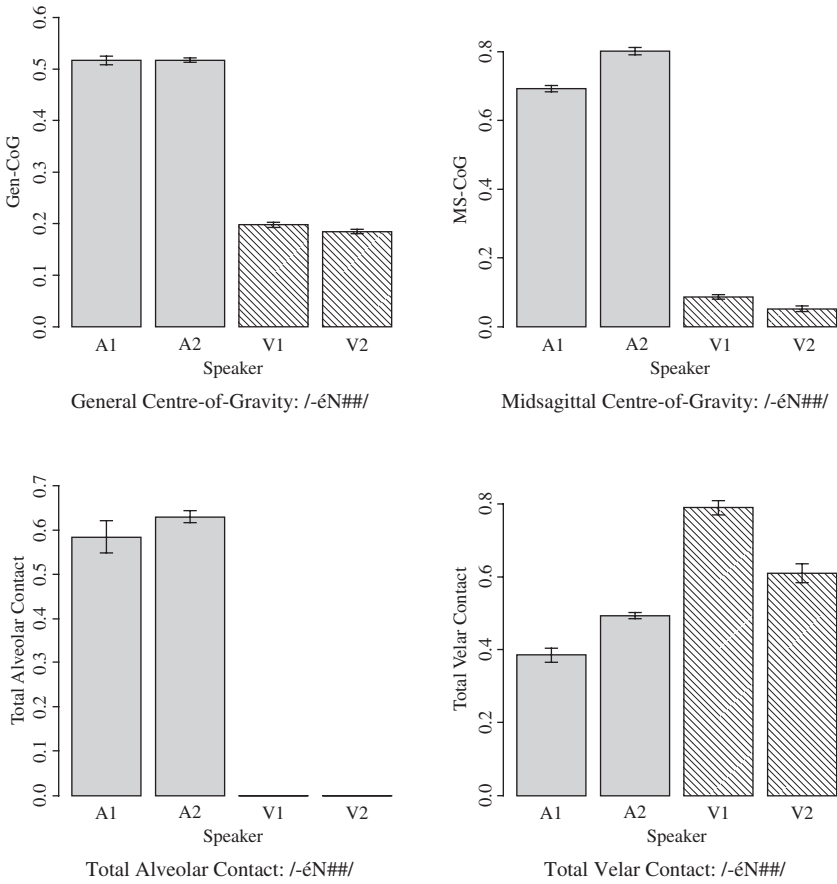 0.6
0.5
0.4
0.3
0.2
0.1
0.0
Gen-CoG
A1 A2 V1 V2
Speaker
General Centre-of-Gravity: /-éN##/
0.8
0.6
0.4
0.2
0.0
MS-CoG
A1 A2 V1 V2
Speaker
Midsagittal Centre-of-Gravity: /-éN##/
0.7
0.6
0.5
0.4
0.3
0.2
0.1
0.0
Total Alveolar Contact
A1 A2 V1 V2
Speaker
Total Alveolar Contact: /-éN##/
0.8
0.6
0.4
0.2
0.0
Total Velar Contact
A1 A2 V1 V2
Speaker
Total Velar Contact: /-éN##/